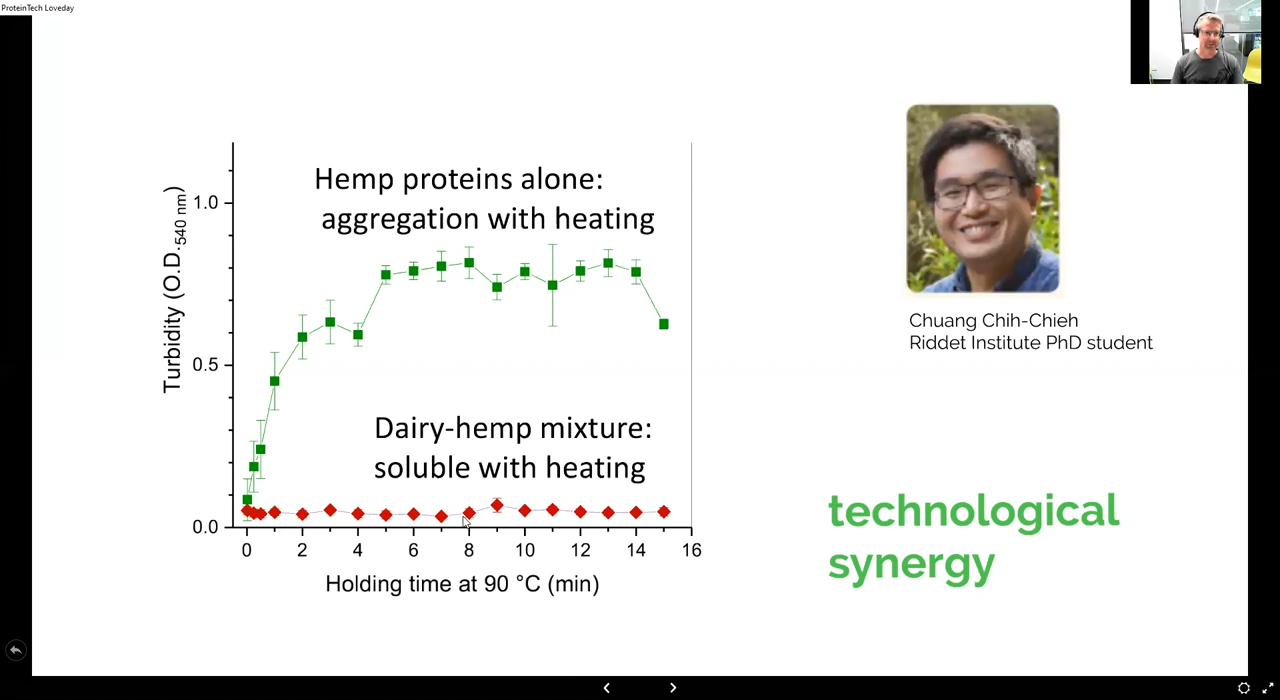 ProteinTech Loveday
Hemp proteins alone:
aggregation with heating
1.0
0.5
0.0
Turbidity (O.D.540 nm)
Dairy-hemp mixture:
soluble with heating
0 2 4 6 8 10 12 14 16
Holding time at 90 °C (min)
Chuang Chih-Chieh
Riddet Institute PhD student
technological
synergy